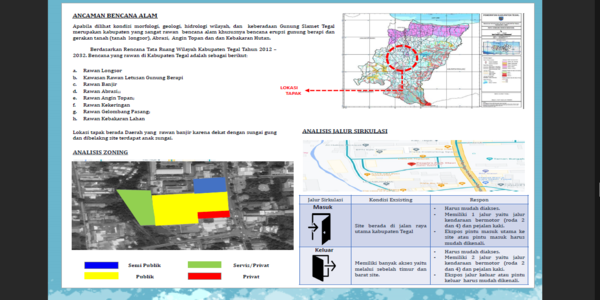 ANCAMAN BENCANA ALAM
Apabila dilihat kondisi morfologi, geologi, hidrologi wilayah, dan keberadaan Gunung Slamet Tegal
merupakan kabupaten yang sangat rawan bencana alam khususnya bencana erupsi gunung berapi dan
gerakan tanah (tanah longsor), Abrasi, Angin Topan dan dan Kebakaran Hutan.
Berdasarkan Rencana Tata Ruang Wilayah Kabupaten Tegal Tahun 2012 –
2032. Bencana yang rawan di Kabupaten Tegal adalah sebagai berikut:
a. Rawan Longsor
b. Kawasan Rawan Letusan Gunung Berapi
c. Rawan Banjir
d. Rawan Abrasi;
e. Rawan Angin Topan;
f. Rawan Kekeringan
g. Rawan Gelombang Pasang;
h. Rawan Kebakaran Lahan
Lokasi tapak berada Daerah yang rawan banjir karena dekat dengan sungai gung
dan dibelakng site terdapat anak sungai.
LOKASI
TAPAK
ANALISIS ZONING
Semi Poblik
Servis/Privat
Poblik
Privat
ANALISIS JALUR SIRKULASI
Jalur Sirkulasi
Kondisi Exsiting
Respon
Masuk
Site berada di jalan raya
utama kabupaten Tegal
• Harus mudah diakses.
• Memiliki 1 jalur yaitu jalur
kendaraan bermotor (roda 2
dan 4) dan pejalan kaki.
• Ekspos pintu masuk utama ke
site atau pintu masuk harus
mudah dikenali.
Keluar
Memiliki banyak akses yaitu
melalui sebelah timur dan
barat site.
• Harus mudah diakses.
• Memiliki 2 jalur yaitu jalur
kendaraan bermotor (roda 2
dan 4) dan pejalan kaki.
• Ekspos jalur keluar atau pintu
keluar harus mudah dikenali.